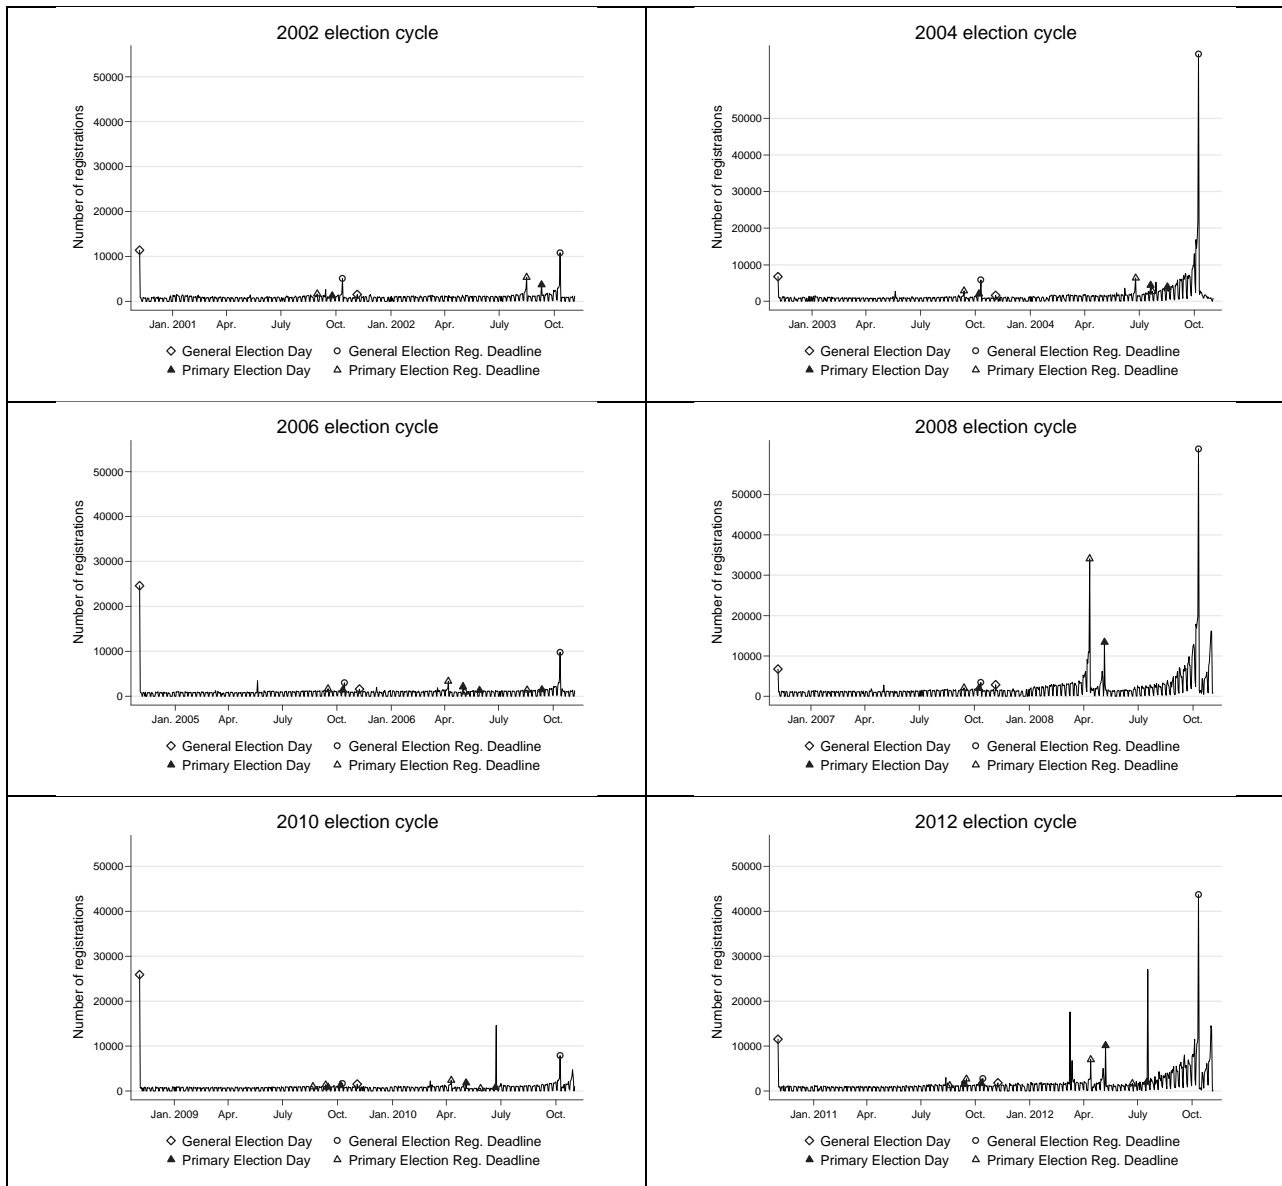 2002 election cycle
Number of registrations
50000
40000
30000
20000
10000
0
Jan. 2001 Apr. July Oct. Jan. 2002 Apr. July Oct.
General Election Day General Election Reg. Deadline
Primary Election Day Primary Election Reg. Deadline
2004 election cycle
Number of registrations
50000
40000
30000
20000
10000
0
Jan. 2003 Apr. July Oct. Jan. 2004 Apr. July Oct.
General Election Day General Election Reg. Deadline
Primary Election Day Primary Election Reg. Deadline
2006 election cycle
Number of registrations
50000
40000
30000
20000
10000
0
Jan. 2005 Apr. July Oct. Jan. 2006 Apr. July Oct.
General Election Day General Election Reg. Deadline
Primary Election Day Primary Election Reg. Deadline
2008 election cycle
Number of registrations
50000
40000
30000
20000
10000
0
Jan. 2007 Apr. July Oct. Jan. 2008 Apr. July Oct.
General Election Day General Election Reg. Deadline
Primary Election Day Primary Election Reg. Deadline
2010 election cycle
Number of registrations
50000
40000
30000
20000
10000
0
Jan. 2009 Apr. July Oct. Jan. 2010 Apr. July Oct.
General Election Day General Election Reg. Deadline
Primary Election Day Primary Election Reg. Deadline
2012 election cycle
Number of registrations
50000
40000
30000
20000
10000
0
Jan. 2011 Apr. July Oct. Jan. 2012 Apr. July Oct.
General Election Day General Election Reg. Deadline
Primary Election Day Primary Election Reg. Deadline